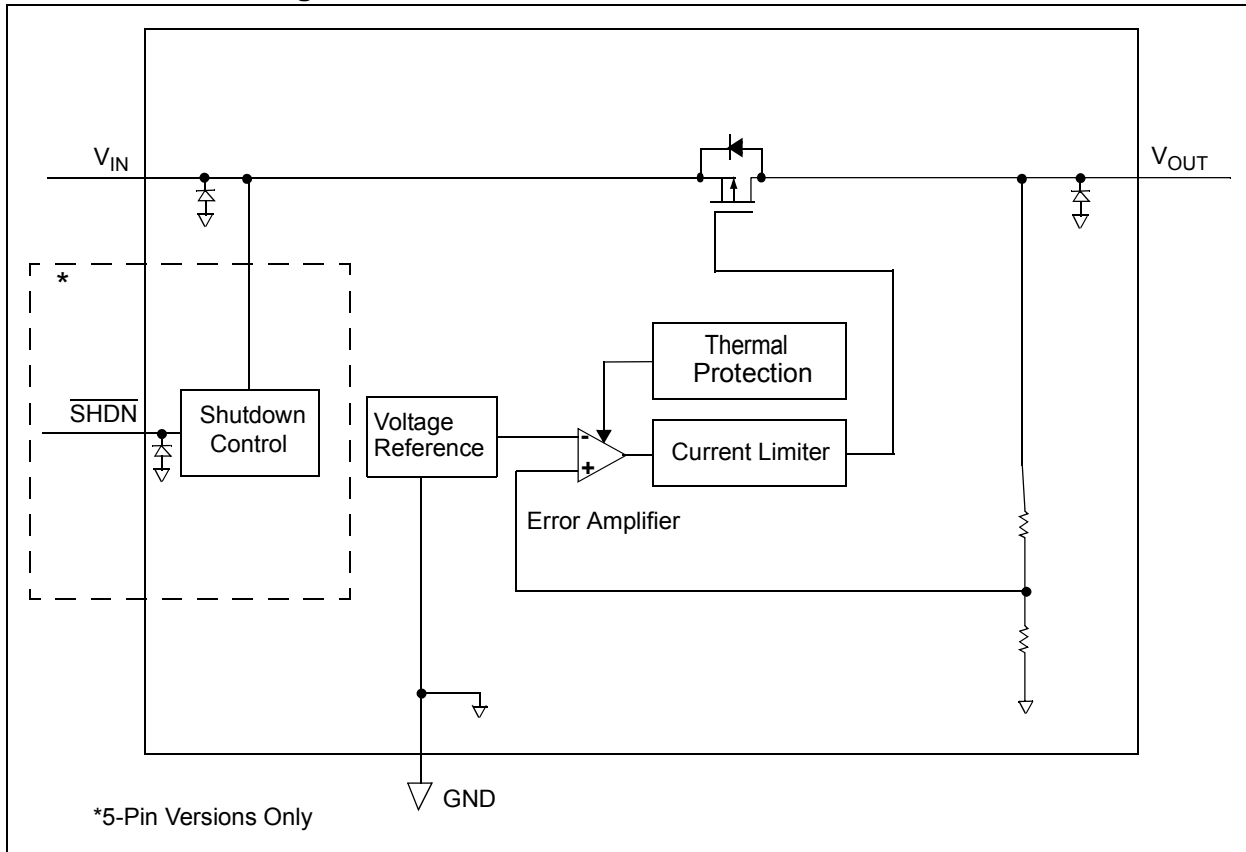 V_IN
V_OUT
*
SHDN
Shutdown
Control
Voltage
Reference
-
+
Thermal
Protection
Current Limiter
Error Amplifier
GND
*5-Pin Versions Only